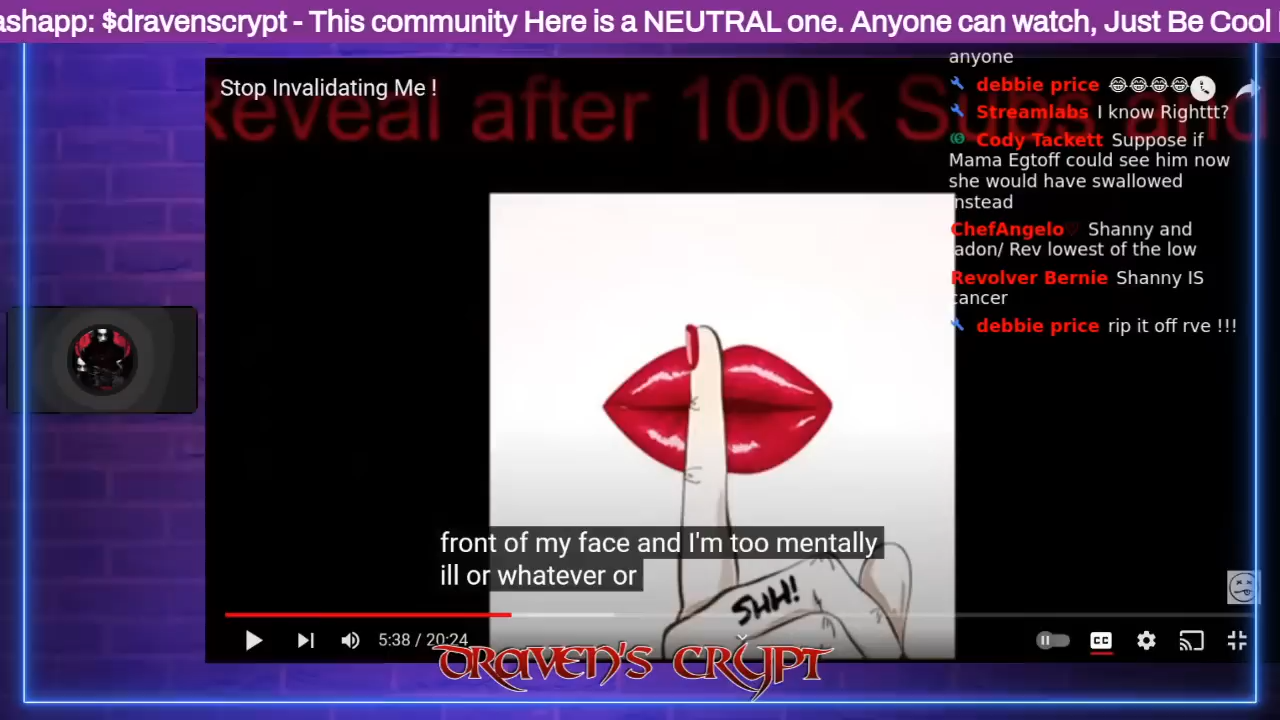 ashapp: $dravenscrypt - This community Here is a NEUTRAL one. Anyone can watch, Just Be Cool
Stop Invalidating Me !
Reveal after 100k
anyone
debbie price 😂😂😂😂
Streamlabs I know Righttt?
Cody Tackett Suppose if
Mama Egtoff could see him now
she would have swallowed
instead
ChefAngelo♡ Shanny and
adon/ Rev lowest of the low
Revolver Bernie Shanny IS
cancer
debbie price rip it off rve !!!
front of my face and I'm too mentally
ill or whatever or
SHH!
5:38 / 20:24
CC
DRAVEN'S CRYPT